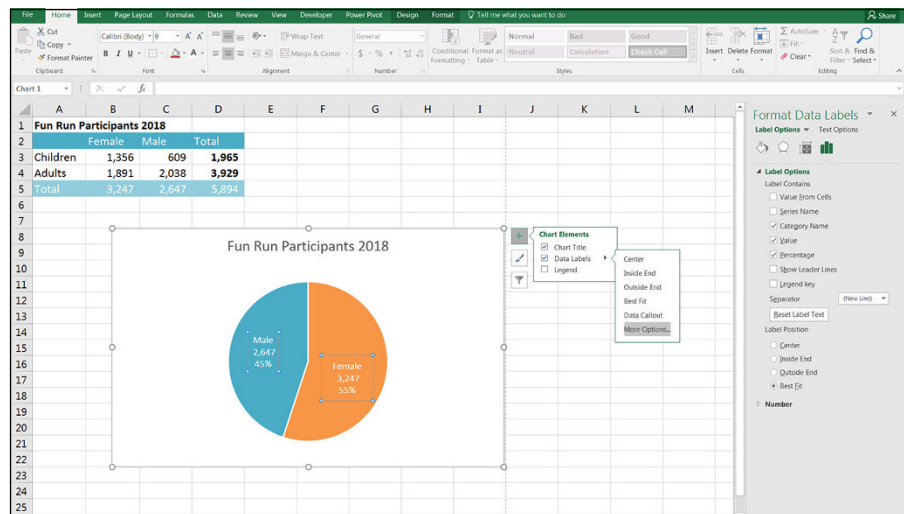 File Home Insert Page Layout Formulas Data Review View Developer Power Pivot Design Format Tell me what you want to do Share
Paste
Cut
Copy
Format Painter
Clipboard
Calibri (Body) 9 A A
B I U A
Font
Wrap Text
Merge & Center
Alignment
General
$ % ,
Number
Conditional Formatting
Format as Table
Normal Bad Good
Neutral Calculation Check Cell
Styles
Insert Delete Format
Cells
AutoSum
Fill
Clear
Sort & Filter
Find & Select
Editing
Chart 1 fx
A B C D E F G H I J K L M
1 Fun Run Participants 2018
2 Female Male Total
3 Children 1,356 609 1,965
4 Adults 1,891 2,038 3,929
5 Total 3,247 2,647 5,894
6
7
8
9
10
11
12
13
14
15
16
17
18
19
20
21
22
23
24
25
Fun Run Participants 2018
Male
2,647
45%
Female
3,247
55%
Chart Elements
Chart Title
Data Labels
Legend
Center
Inside End
Outside End
Best Fit
Data Callout
More Options...
Format Data Labels
Label Options Text Options
Label Options
Label Contains
Value From Cells
Series Name
Category Name
Value
Percentage
Show Leader Lines
Legend key
Separator (New Line)
Reset Label Text
Label Position
Center
Inside End
Outside End
Best Fit
Number